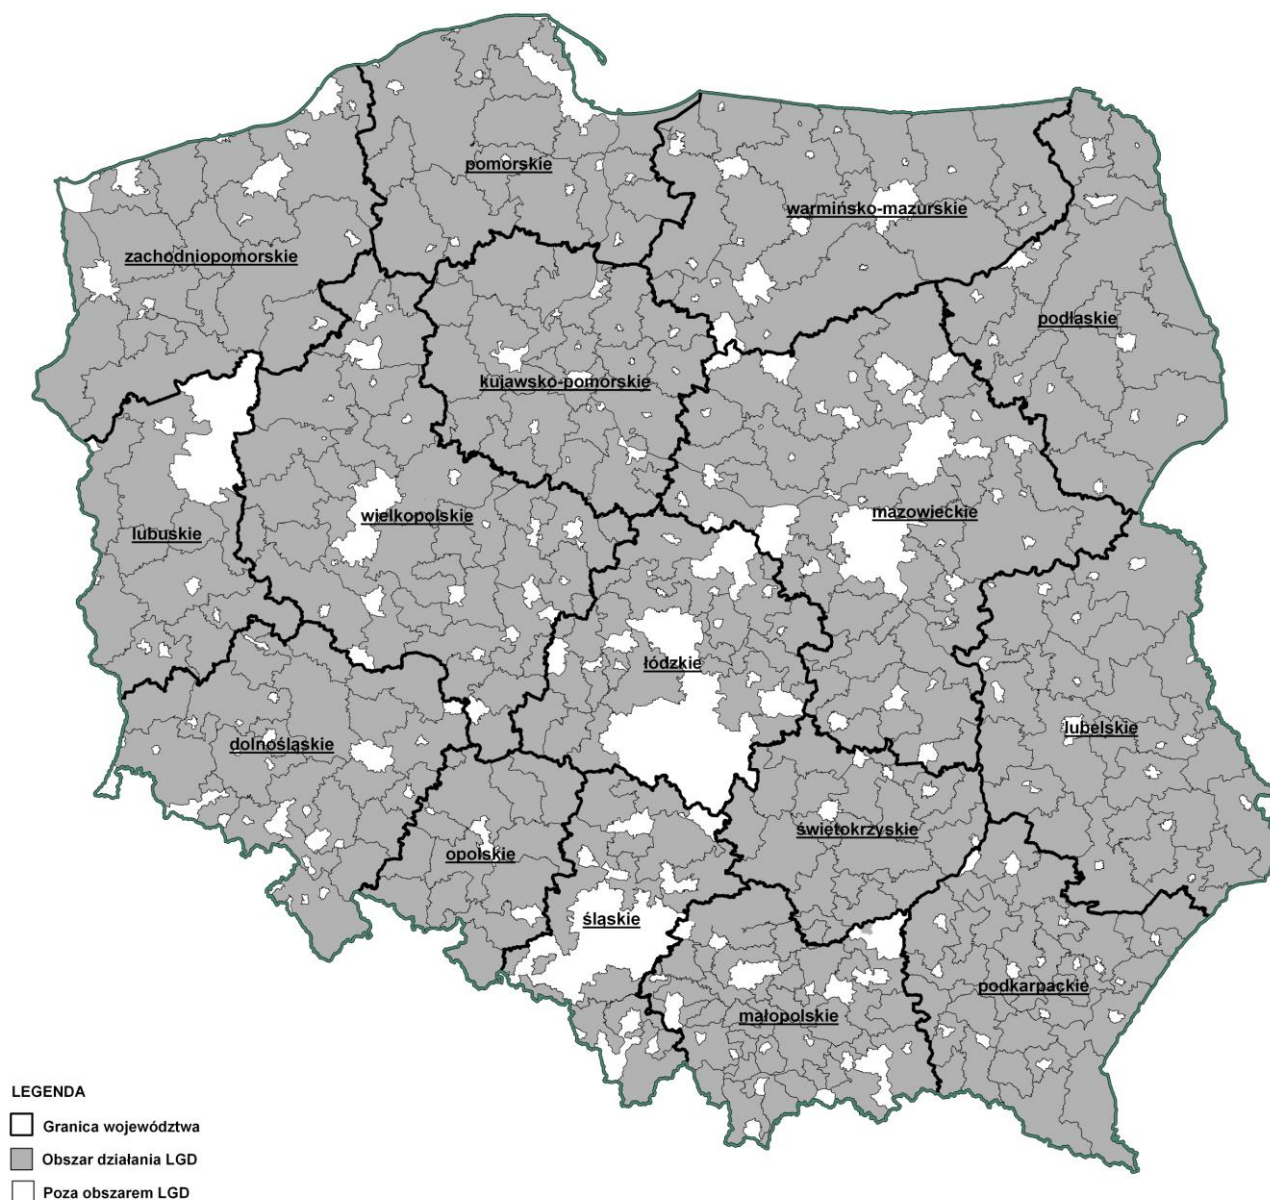 pomorskie
warmińsko-mazurskie
zachodniopomorskie
podlaskie
kujawsko-pomorskie
wielkopolskie
mazowieckie
lubuskie
łódzkie
lubelskie
dolnośląskie
świętokrzyskie
opolskie
śląskie
podkarpackie
małopolskie
LEGENDA
Granica województwa
Obszar działania LGD
Poza obszarem LGD